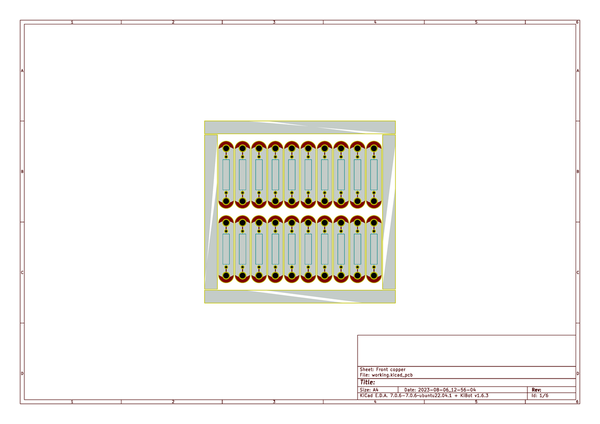 1 2 3 4 5 6
A A
B B
C C
Sheet: Front copper
File: working.kicad_pcb
Title:
D D
Size: A4 Date: 2023-08-06_12-56-04 Rev:
KiCad E.D.A. 7.0.6-7.0.6~ubuntu22.04.1 + KiBot v1.6.3 Id: 1/6
1 2 3 4 5 6